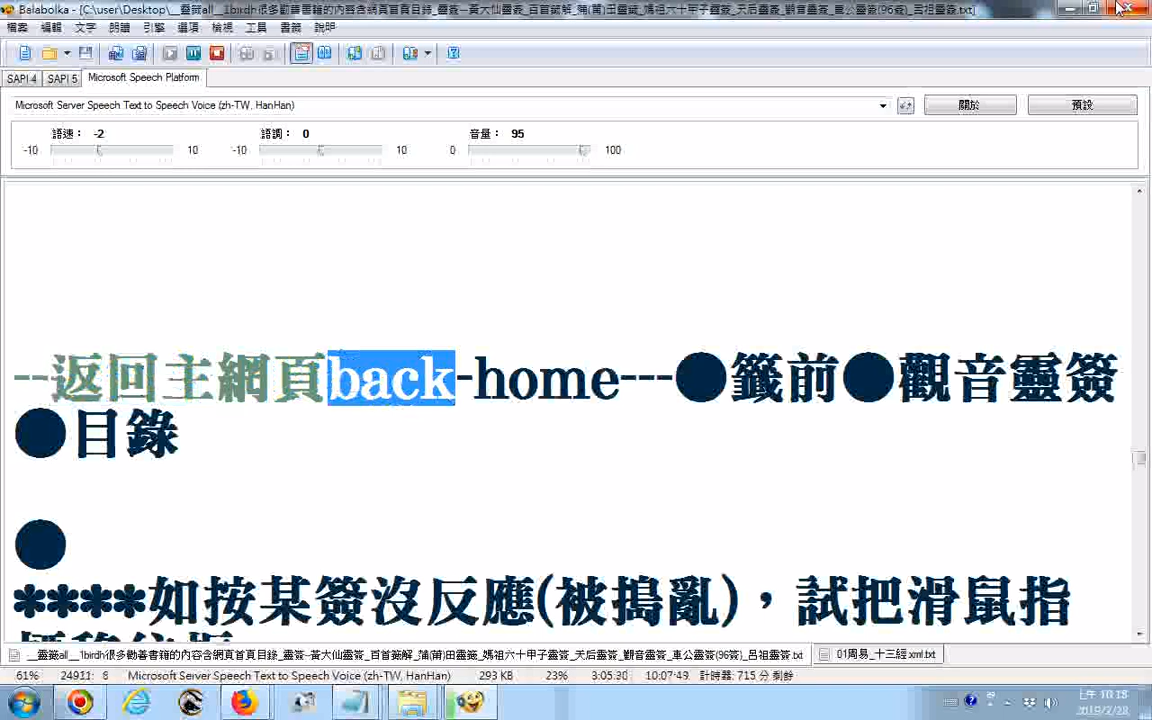 Balabolka - [C:\user\Desktop\__靈籤all__1birdh很多勸善書籍的內容含網頁首頁目錄_靈簽--黃大仙靈簽_百首籤解_蒲(莆)田靈籤_媽祖六十甲子靈簽_天后靈簽_觀音靈簽_車公靈簽(96簽)_呂祖靈簽.txt]
檔案 編輯 文字 朗讀 引擎 選項 檢視 工具 書籤 說明
SAPI 4 SAPI 5 Microsoft Speech Platform
Microsoft Server Speech Text to Speech Voice (zh-TW, HanHan) 關於 預設
語速： -2 語調： 0 音量： 95
-10 10 -10 10 0 100
--返回主網頁back-home---●籤前●觀音靈簽
●目錄
●
****如按某簽沒反應(被搗亂)，試把滑鼠指
__靈籤all__1birdh很多勸善書籍的內容含網頁首頁目錄_靈簽--黃大仙靈簽_百首籤解_蒲(莆)田靈籤_媽祖六十甲子靈簽_天后靈簽_觀音靈簽_車公靈簽(96簽)_呂祖靈簽.txt 01周易_十三經.xml.txt
61% 24911: 8 Microsoft Server Speech Text to Speech Voice (zh-TW, HanHan) 293 KB 23% 3:05:30 10:07:49 計時器: 715 分 剩餘
上午 10:18
2019/2/28